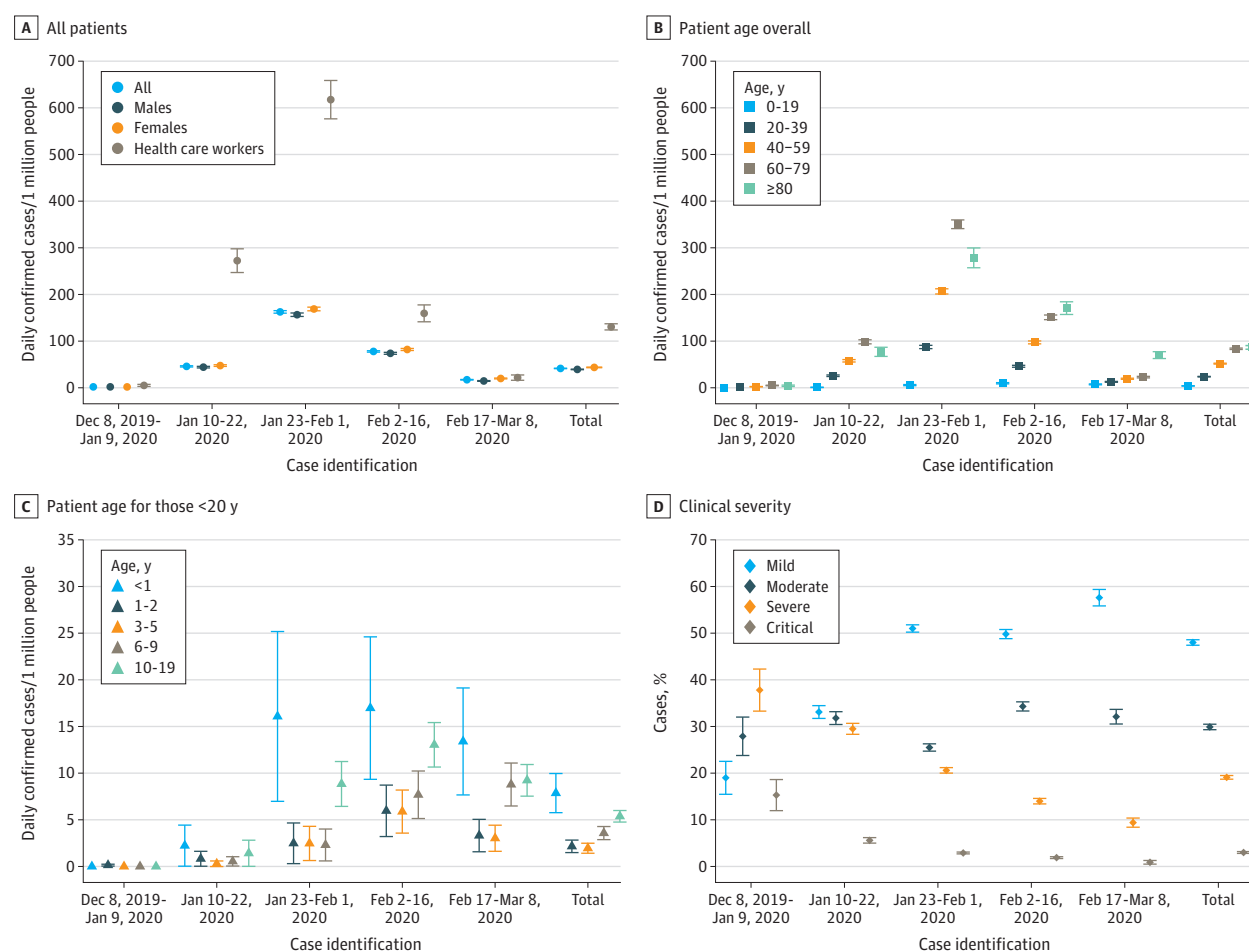 A All patients
700
600
500
400
300
200
100
0
Daily confirmed cases/1 million people
All
Males
Females
Health care workers
Dec 8, 2019-
Jan 9, 2020
Jan 10-22,
2020
Jan 23-Feb 1,
2020
Feb 2-16,
2020
Feb 17-Mar 8,
2020
Total
Case identification
B Patient age overall
700
600
500
400
300
200
100
0
Daily confirmed cases/1 million people
Age, y
0-19
20-39
40–59
60–79
≥80
Dec 8, 2019-
Jan 9, 2020
Jan 10-22,
2020
Jan 23-Feb 1,
2020
Feb 2-16,
2020
Feb 17-Mar 8,
2020
Total
Case identification
C Patient age for those <20 y
35
30
25
20
15
10
5
0
Daily confirmed cases/1 million people
Age, y
<1
1-2
3-5
6-9
10-19
Dec 8, 2019-
Jan 9, 2020
Jan 10-22,
2020
Jan 23-Feb 1,
2020
Feb 2-16,
2020
Feb 17-Mar 8,
2020
Total
Case identification
D Clinical severity
70
60
50
40
30
20
10
0
Cases, %
Mild
Moderate
Severe
Critical
Dec 8, 2019-
Jan 9, 2020
Jan 10-22,
2020
Jan 23-Feb 1,
2020
Feb 2-16,
2020
Feb 17-Mar 8,
2020
Total
Case identification